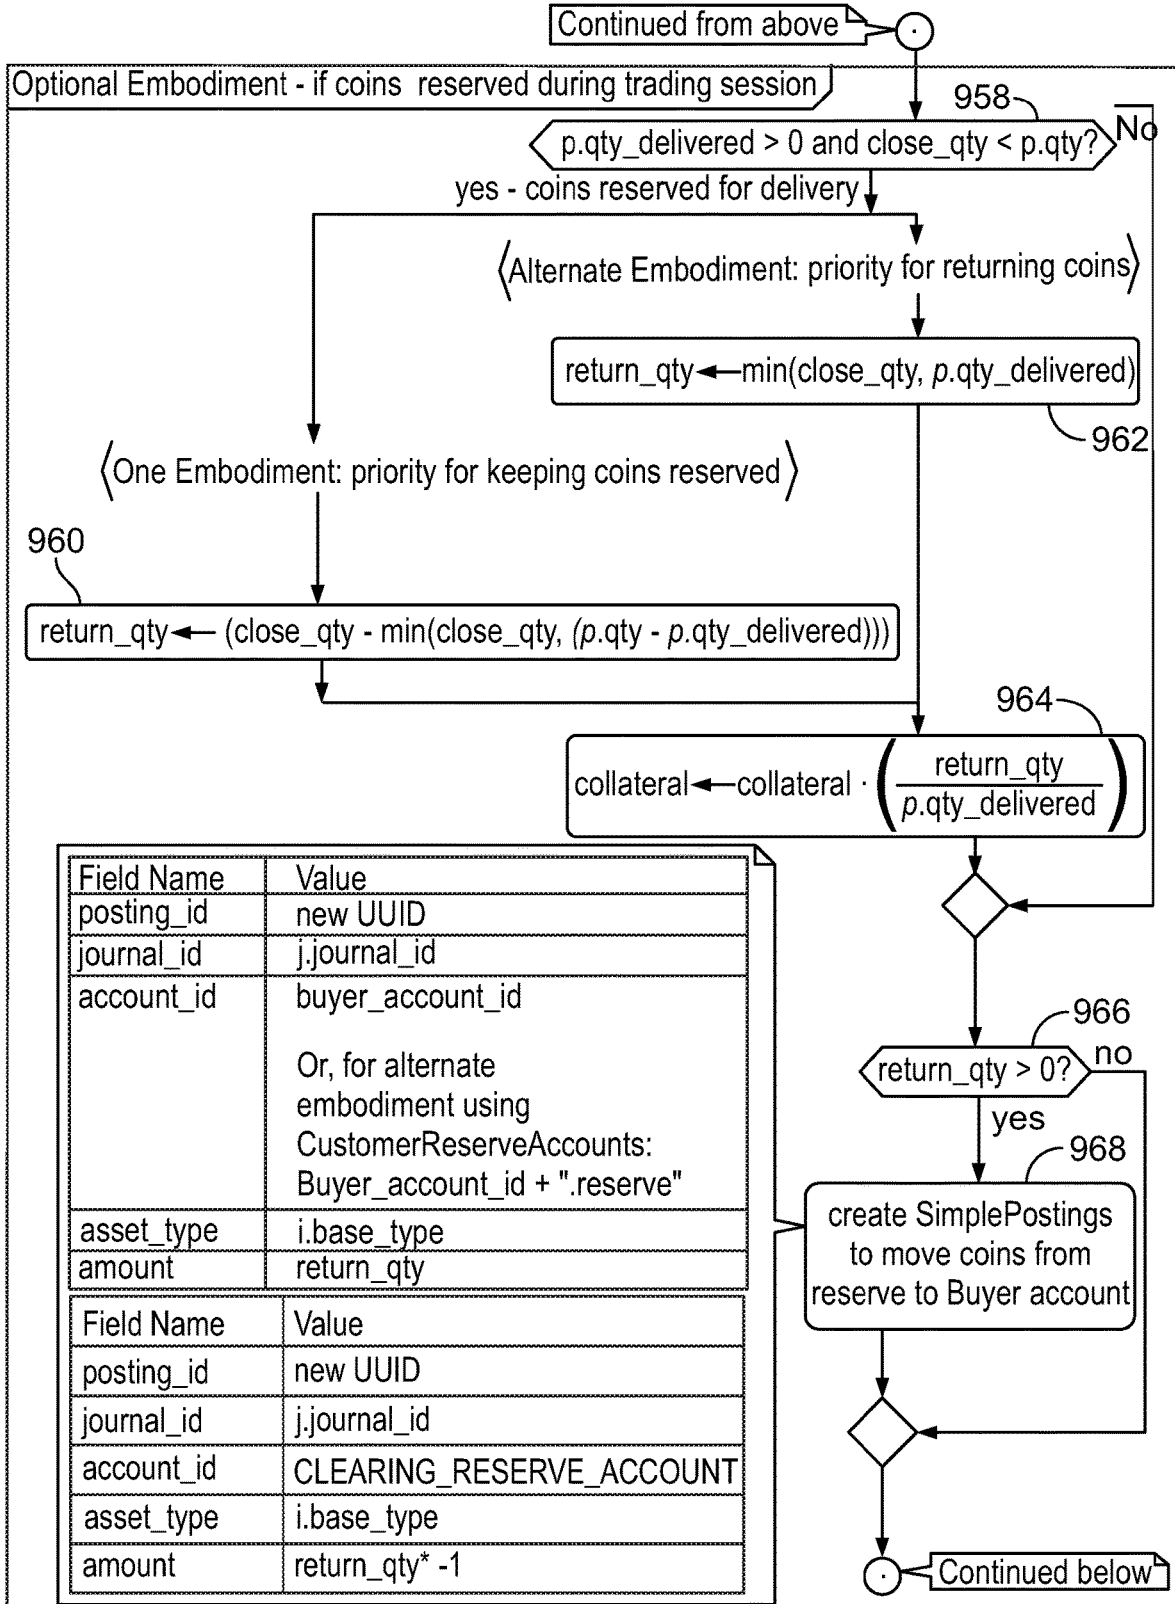 Continued from above
Optional Embodiment - if coins reserved during trading session
958
No
p.qty_delivered > 0 and close_qty < p.qty?
yes - coins reserved for delivery
Alternate Embodiment: priority for returning coins
return_qty←min(close_qty, p.qty_delivered)
962
One Embodiment: priority for keeping coins reserved
960
return_qty← (close_qty - min(close_qty, (p.qty - p.qty_delivered)))
964
collateral←collateral · (return_qty / p.qty_delivered)
Field Name Value
posting_id new UUID
journal_id j.journal_id
account_id buyer_account_id
Or, for alternate
embodiment using
CustomerReserveAccounts:
Buyer_account_id + ".reserve"
asset_type i.base_type
amount return_qty
966
return_qty > 0?
no
yes
968
create SimplePostings
to move coins from
reserve to Buyer account
Field Name Value
posting_id new UUID
journal_id j.journal_id
account_id CLEARING_RESERVE_ACCOUNT
asset_type i.base_type
amount return_qty* -1
Continued below